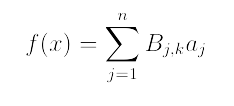 f(x) = \sum_{j=1}^{n} B_{j,k} a_j